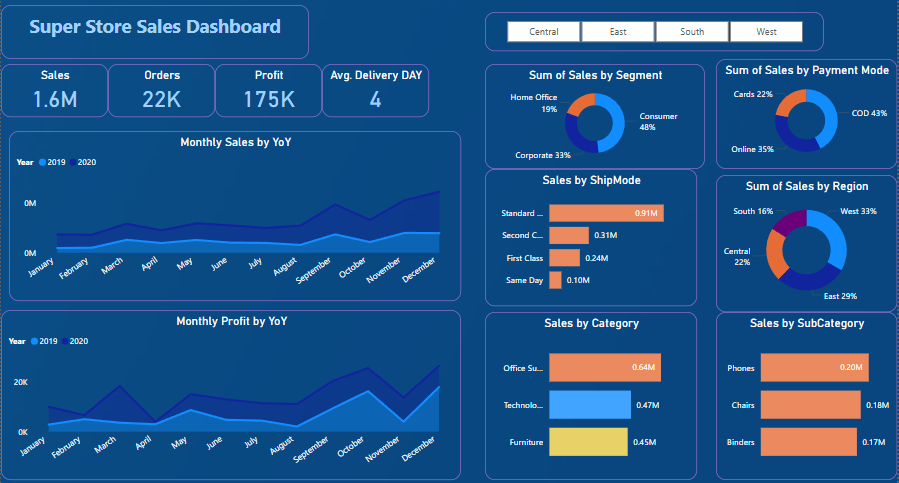 Super Store Sales Dashboard
Central East South West
Sales
1.6M
Orders
22K
Profit
175K
Avg. Delivery DAY
4
Sum of Sales by Segment
Home Office
19%
Consumer
48%
Corporate 33%
Sum of Sales by Payment Mode
Cards 22%
COD 43%
Online 35%
Monthly Sales by YoY
Year 2019 2020
0M
0M
January February March April May June July August September October November December
Sales by ShipMode
Standard ... 0.91M
Second C... 0.31M
First Class 0.24M
Same Day 0.10M
Sum of Sales by Region
South 16%
West 33%
Central
22%
East 29%
Monthly Profit by YoY
Year 2019 2020
20K
0K
January February March April May June July August September October November December
Sales by Category
Office Su... 0.64M
Technolo... 0.47M
Furniture 0.45M
Sales by SubCategory
Phones 0.20M
Chairs 0.18M
Binders 0.17M